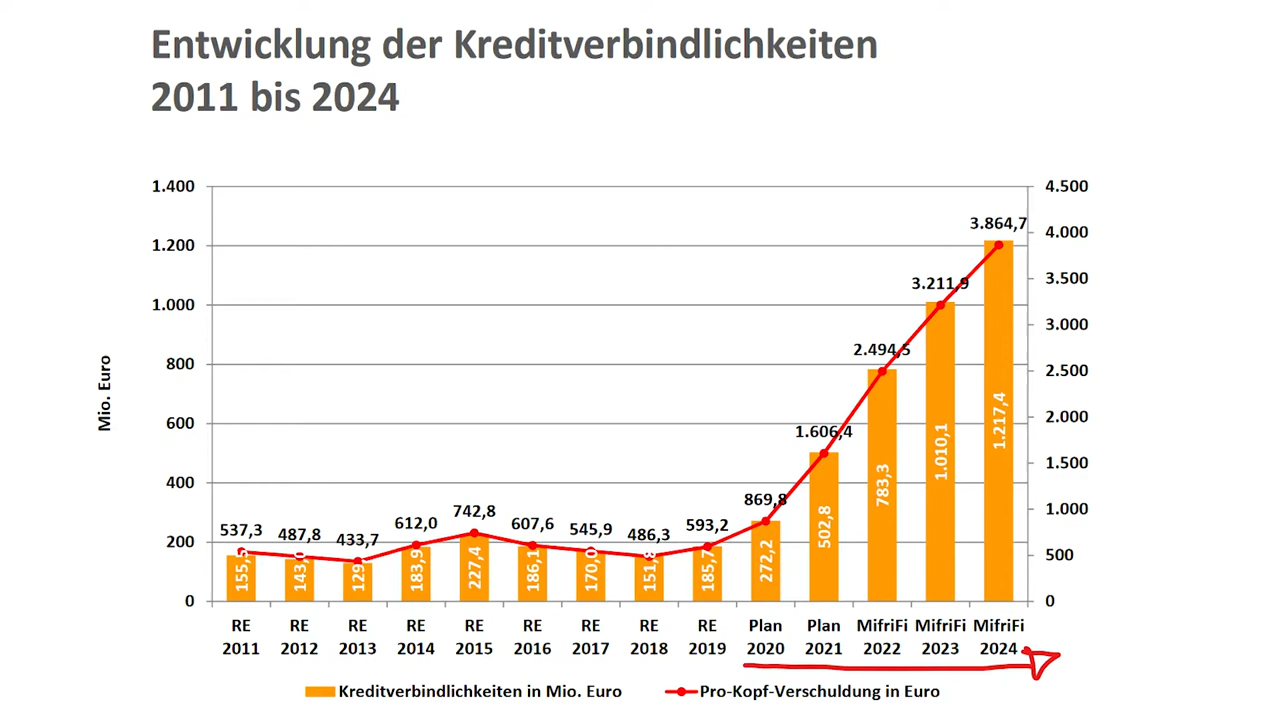 Entwicklung der Kreditverbindlichkeiten
2011 bis 2024
1.400
1.200
1.000
800
600
400
200
0
Mio. Euro
4.500
4.000
3.500
3.000
2.500
2.000
1.500
1.000
500
0
537,3
487,8
433,7
612,0
742,8
607,6
545,9
486,3
593,2
869,8
1.606,4
2.494,5
3.211,9
3.864,7
143,0
183,9
227,4
186,1
170,0
185,7
272,2
502,8
783,3
1.010,1
1.217,4
RE 2011
RE 2012
RE 2013
RE 2014
RE 2015
RE 2016
RE 2017
RE 2018
RE 2019
Plan 2020
Plan 2021
MifriFi 2022
MifriFi 2023
MifriFi 2024
Kreditverbindlichkeiten in Mio. Euro
Pro-Kopf-Verschuldung in Euro